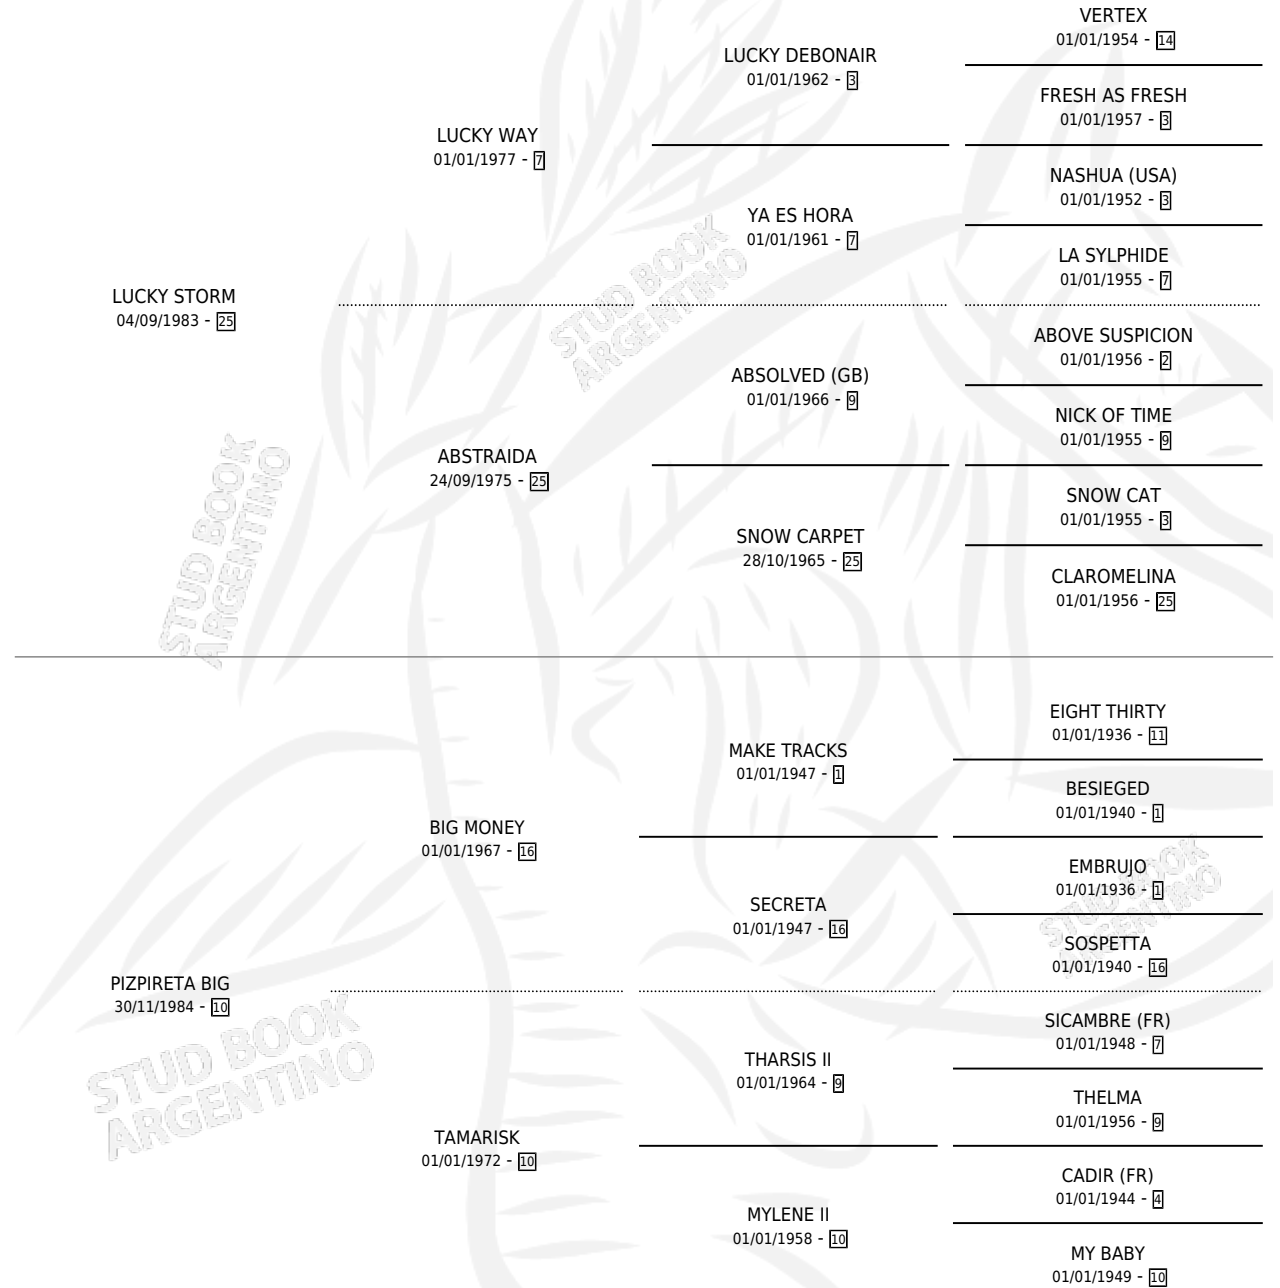 VERTEX
01/01/1954 - 14
LUCKY DEBONAIR
01/01/1962 - 3
FRESH AS FRESH
01/01/1957 - 3
LUCKY WAY
01/01/1977 - 7
NASHUA (USA)
01/01/1952 - 3
YA ES HORA
01/01/1961 - 7
LA SYLPHIDE
01/01/1955 - 7
LUCKY STORM
04/09/1983 - 25
STUD BOOK
ARGENTINO
ABOVE SUSPICION
01/01/1956 - 2
ABSOLVED (GB)
01/01/1966 - 9
NICK OF TIME
01/01/1955 - 9
ABSTRAIDA
24/09/1975 - 25
SNOW CAT
01/01/1955 - 3
SNOW CARPET
28/10/1965 - 25
CLAROMELINA
01/01/1956 - 25
STUD BOOK
ARGENTINO
EIGHT THIRTY
01/01/1936 - 11
MAKE TRACKS
01/01/1947 - 1
BESIEGED
01/01/1940 - 1
BIG MONEY
01/01/1967 - 16
EMBRUJO
01/01/1936 - 1
STUD BOOK
ARGENTINO
SECRETA
01/01/1947 - 16
SOSPETTA
01/01/1940 - 16
PIZPIRETA BIG
30/11/1984 - 10
SICAMBRE (FR)
01/01/1948 - 7
STUD BOOK
ARGENTINO
THARSIS II
01/01/1964 - 9
THELMA
01/01/1956 - 9
TAMARISK
01/01/1972 - 10
CADIR (FR)
01/01/1944 - 4
MYLENE II
01/01/1958 - 10
MY BABY
01/01/1949 - 10